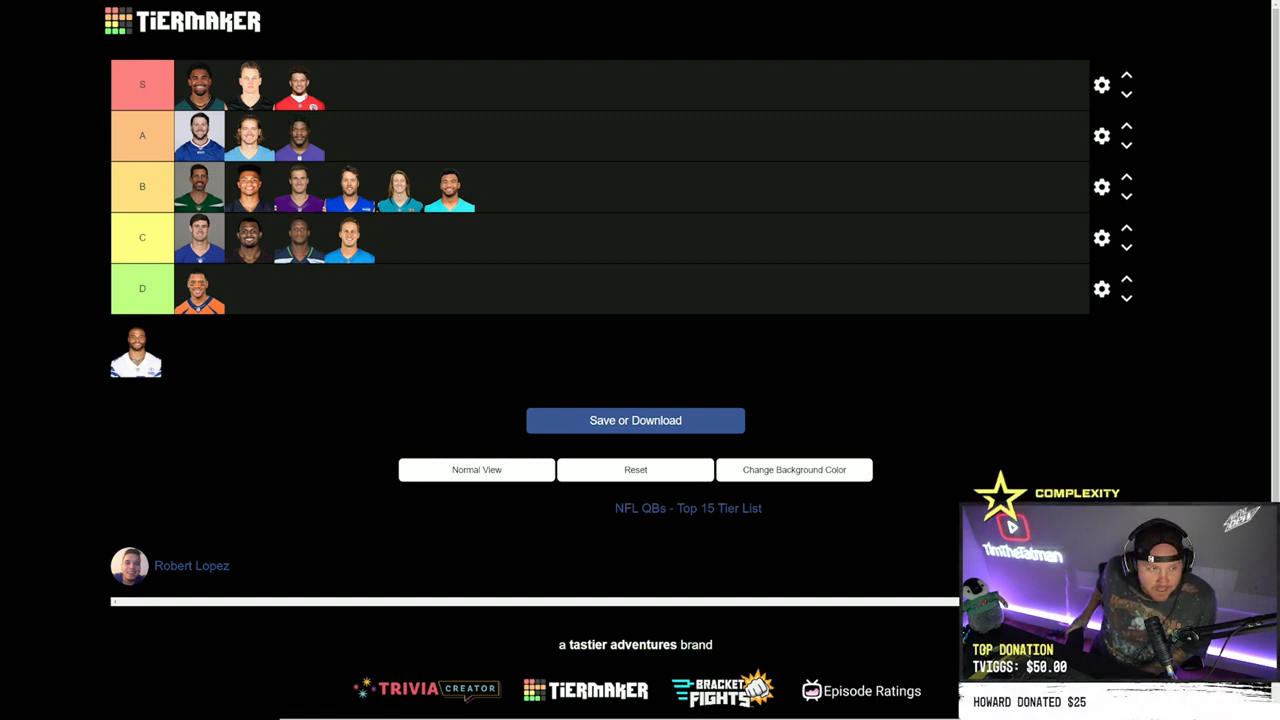 TiERMAKER
S
A
B
C
D
Save or Download
Normal View
Reset
Change Background Color
NFL QBs - Top 15 Tier List
COMPLEXITY
TimTheTatman
Robert Lopez
TOP DONATION
TVIGGS: $50.00
HOWARD DONATED $25
a tastier adventures brand
TRIVIA CREATOR
TiERMAKER
BRACKET FIGHTS
Episode Ratings